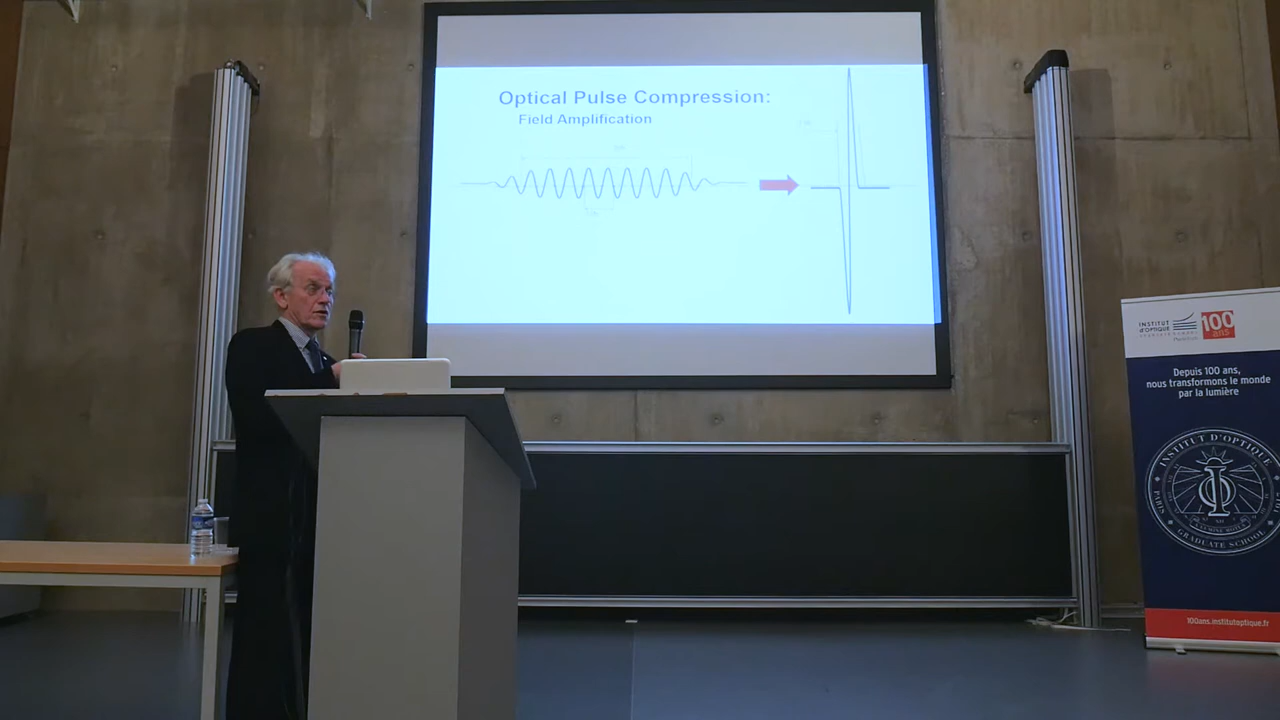 Optical Pulse Compression:
Field Amplification
INSTITUT
d'OPTIQUE
100
ans
Depuis 100 ans,
nous transformons le monde
par la lumière
INSTITUT D'OPTIQUE
PARIS
GRADUATE SCHOOL
100ans.institutoptique.fr